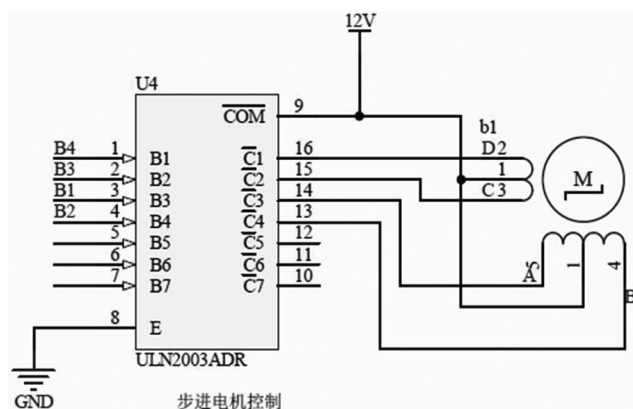 12V
U4
COM 9
b1
B4 1 B1 C1 16 D 2
B3 2 B2 C2 15 1
B1 3 B3 C3 14 C 3
B2 4 B4 C4 13
5 B5 C5 12
6 B6 C6 11
7 B7 C7 10
M
A 5 1 4
8 E
ULN2003ADR
GND
步进电机控制